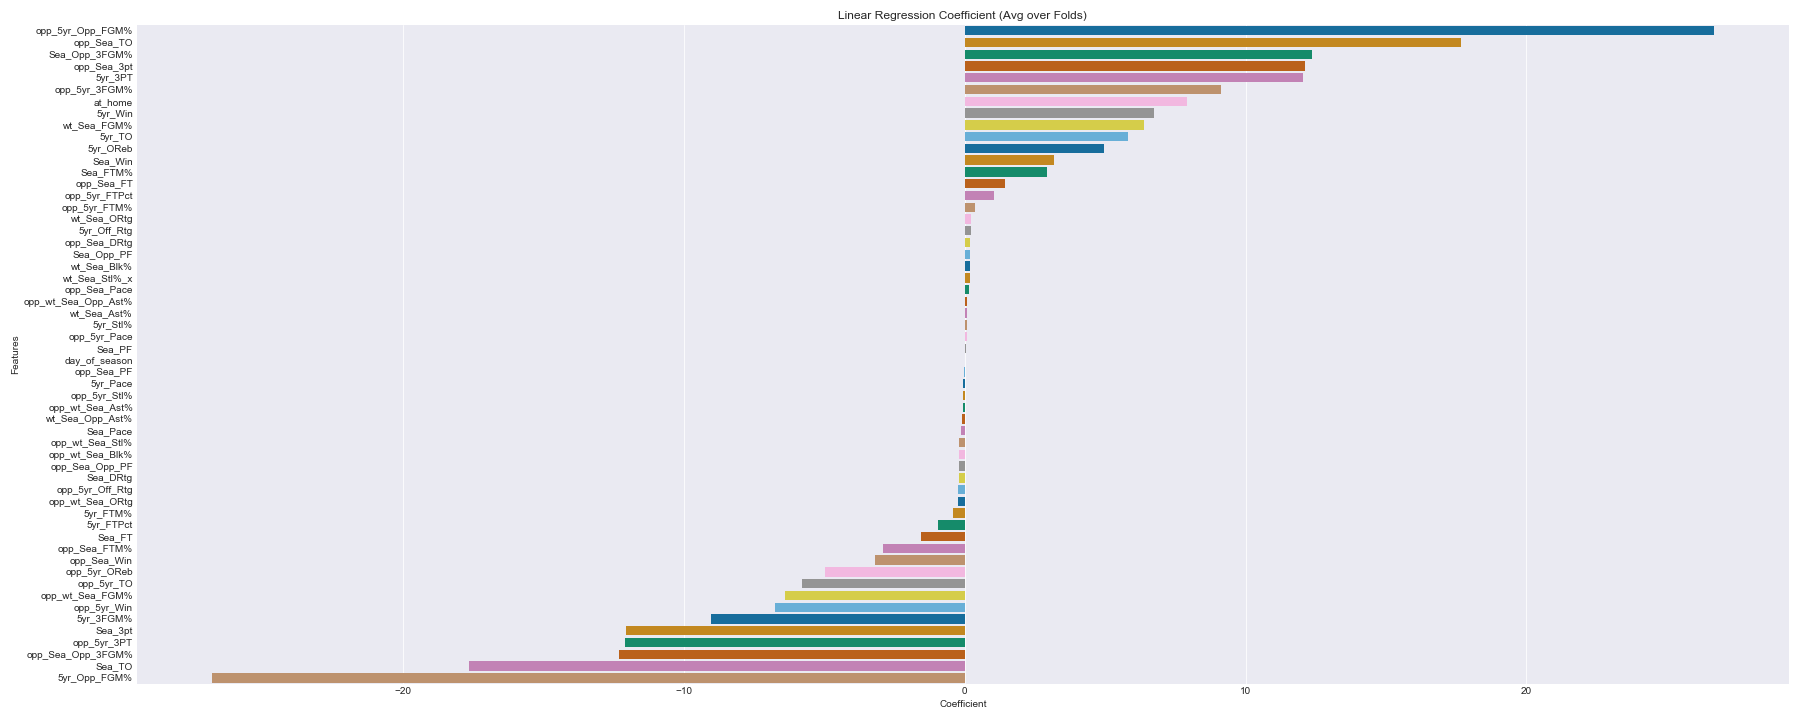 Linear Regression Coefficient (Avg over Folds)
opp_5yr_Opp_FGM%
opp_Sea_TO
Sea_Opp_3FGM%
opp_Sea_3pt
5yr_3PT
opp_5yr_3FGM%
at_home
5yr_Win
wt_Sea_FGM%
5yr_TO
5yr_OReb
Sea_Win
Sea_FTM%
opp_Sea_FT
opp_5yr_FTPct
opp_5yr_FTM%
wt_Sea_ORtg
5yr_Off_Rtg
opp_Sea_DRtg
Sea_Opp_PF
wt_Sea_Blk%
wt_Sea_Stl%_x
opp_Sea_Pace
opp_wt_Sea_Opp_Ast%
wt_Sea_Ast%
5yr_Stl%
opp_5yr_Pace
Sea_PF
day_of_season
opp_Sea_PF
5yr_Pace
opp_5yr_Stl%
opp_wt_Sea_Ast%
wt_Sea_Opp_Ast%
Sea_Pace
opp_wt_Sea_Stl%
opp_wt_Sea_Blk%
opp_Sea_Opp_PF
Sea_DRtg
opp_5yr_Off_Rtg
opp_wt_Sea_ORtg
5yr_FTM%
5yr_FTPct
Sea_FT
opp_Sea_FTM%
opp_Sea_Win
opp_5yr_OReb
opp_5yr_TO
opp_wt_Sea_FGM%
opp_5yr_Win
5yr_3FGM%
Sea_3pt
opp_5yr_3PT
opp_Sea_Opp_3FGM%
Sea_TO
5yr_Opp_FGM%
Features
−20 −10 0 10 20
Coefficient